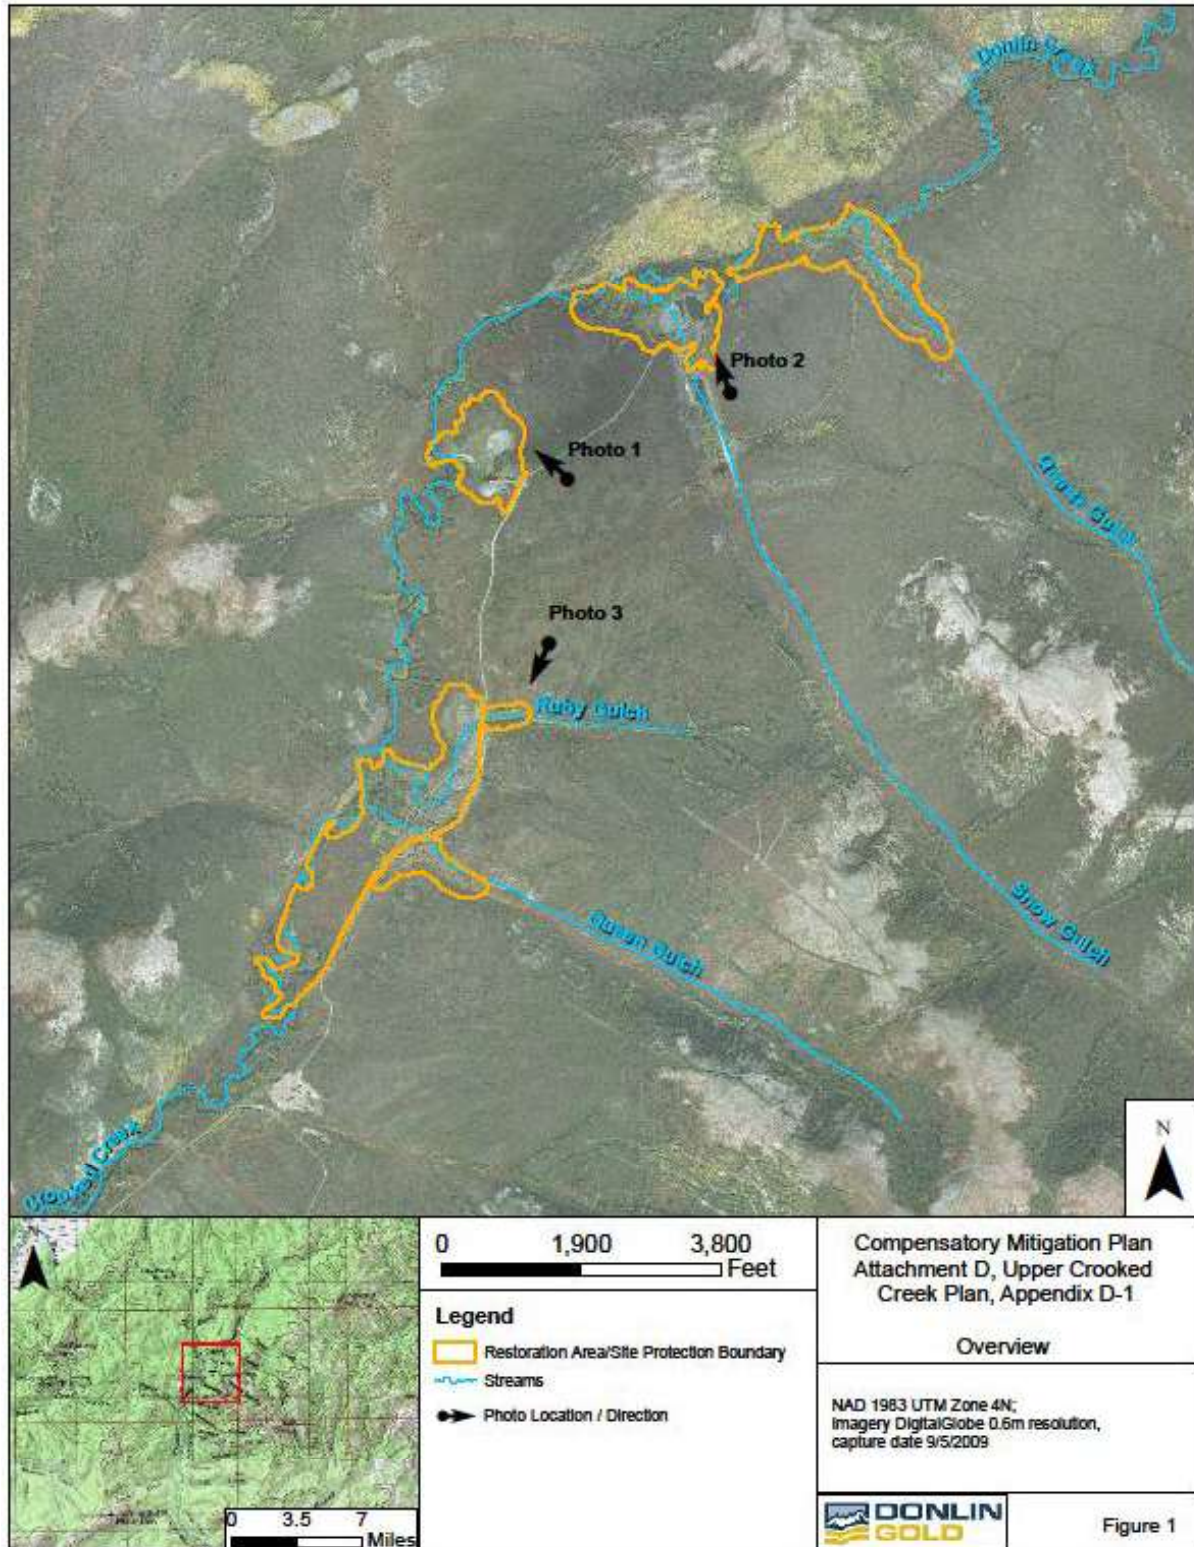 Donlin Creek
Photo 2
Photo 1
Quartz Gulch
Photo 3
Ruby Gulch
Snow Gulch
Queen Gulch
Crooked Creek
N
0 1,900 3,800
Feet
Legend
Restoration Area/Site Protection Boundary
Streams
Photo Location / Direction
0 3.5 7
Miles
Compensatory Mitigation Plan
Attachment D, Upper Crooked
Creek Plan, Appendix D-1
Overview
NAD 1983 UTM Zone 4N;
Imagery DigitalGlobe 0.6m resolution,
capture date 9/5/2009
DONLIN
GOLD
Figure 1